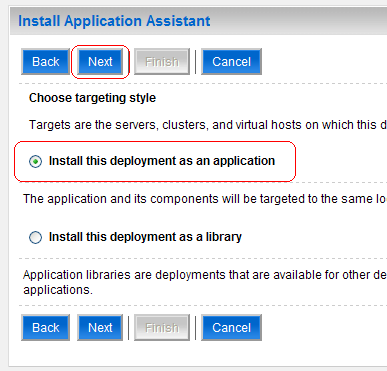 Install Application Assistant
Back Next Finish Cancel
Choose targeting style
Targets are the servers, clusters, and virtual hosts on which this d
Install this deployment as an application
The application and its components will be targeted to the same lo
Install this deployment as a library
Application libraries are deployments that are available for other de
applications.
Back Next Finish Cancel